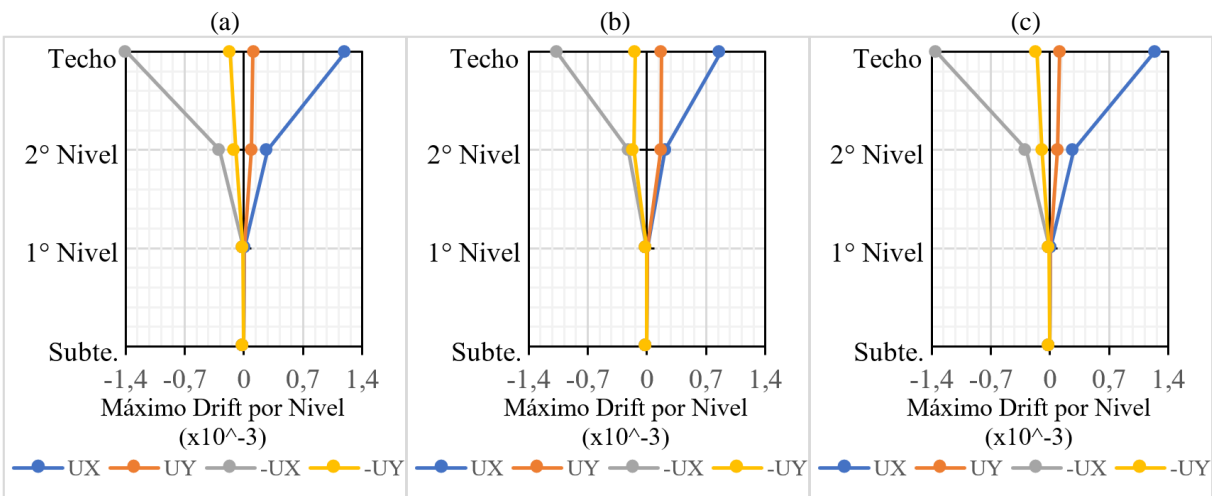 (a)
Techo
2° Nivel
1° Nivel
Subte.
-1,4 -0,7 0 0,7 1,4
Máximo Drift por Nivel
(x10^-3)
UX UY -UX -UY
(b)
Techo
2° Nivel
1° Nivel
Subte.
-1,4 -0,7 0 0,7 1,4
Máximo Drift por Nivel
(x10^-3)
UX UY -UX -UY
(c)
Techo
2° Nivel
1° Nivel
Subte.
-1,4 -0,7 0 0,7 1,4
Máximo Drift por Nivel
(x10^-3)
UX UY -UX -UY